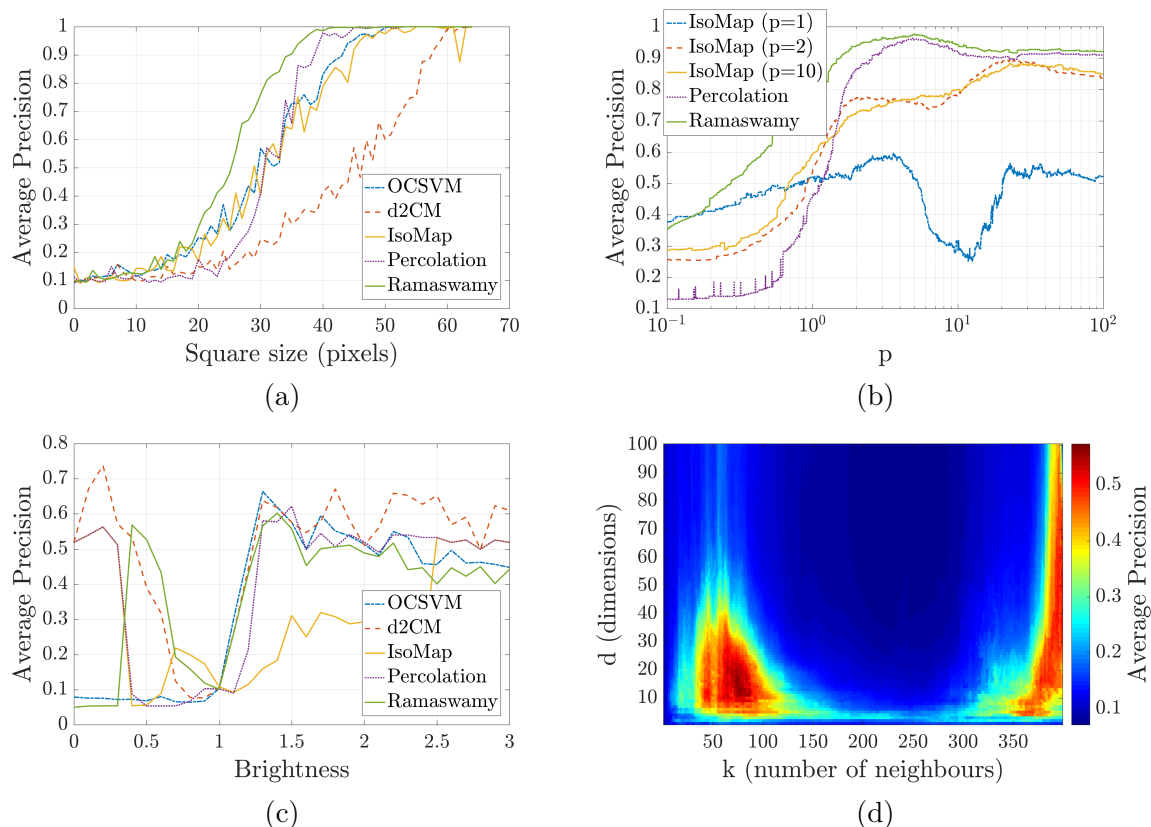 Average Precision
1
0.9
0.8
0.7
0.6
0.5
0.4
0.3
0.2
0.1
0
0 10 20 30 40 50 60 70
Square size (pixels)
OCSVM
d2CM
IsoMap
Percolation
Ramaswamy
(a)
Average Precision
1
0.9
0.8
0.7
0.6
0.5
0.4
0.3
0.2
0.1
10⁻¹ 10⁰ 10¹ 10²
p
IsoMap (p=1)
IsoMap (p=2)
IsoMap (p=10)
Percolation
Ramaswamy
(b)
Average Precision
0.8
0.7
0.6
0.5
0.4
0.3
0.2
0.1
0
0 0.5 1 1.5 2 2.5 3
Brightness
OCSVM
d2CM
IsoMap
Percolation
Ramaswamy
(c)
d (dimensions)
100
90
80
70
60
50
40
30
20
10
50 100 150 200 250 300 350
k (number of neighbours)
0.5
0.4
0.3
0.2
0.1
Average Precision
(d)